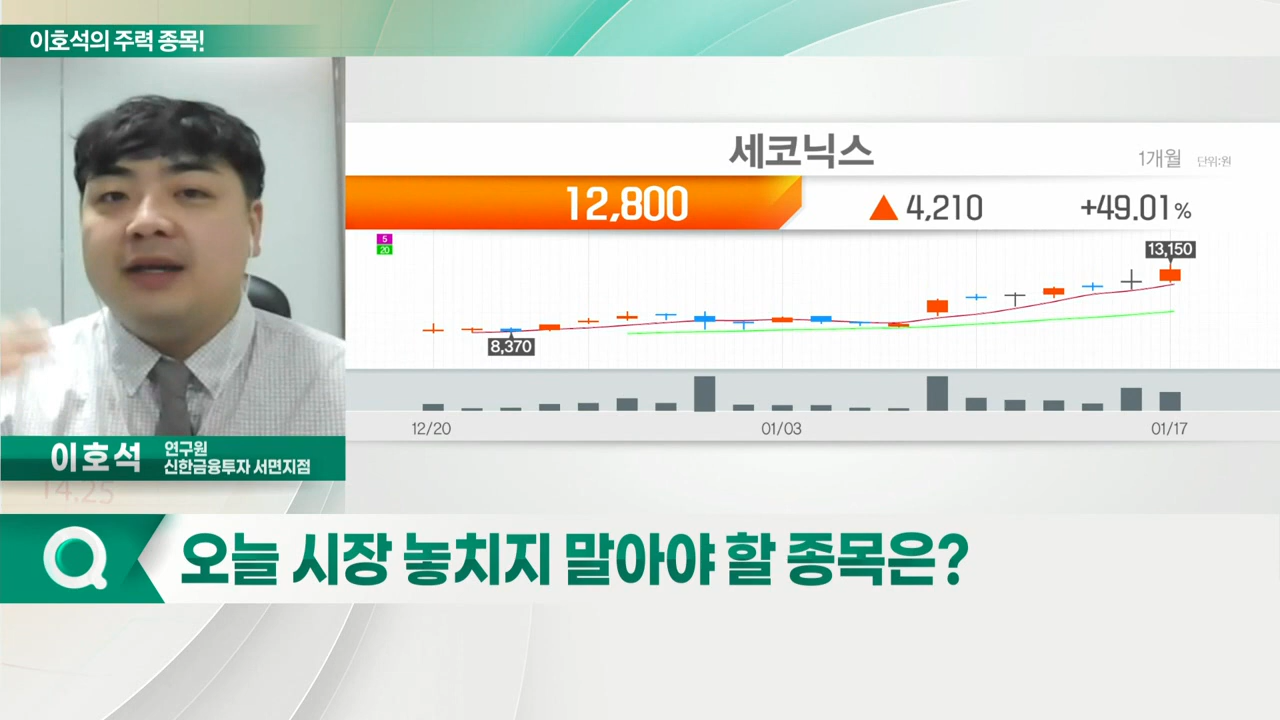 이호석의 주력 종목!
세코닉스
1개월 단위:원
12,800 ▲ 4,210 +49.01%
5
20
13,150
8,370
12/20 01/03 01/17
이호석 연구원
신한금융투자 서면지점
14.25
오늘 시장 놓치지 말아야 할 종목은?